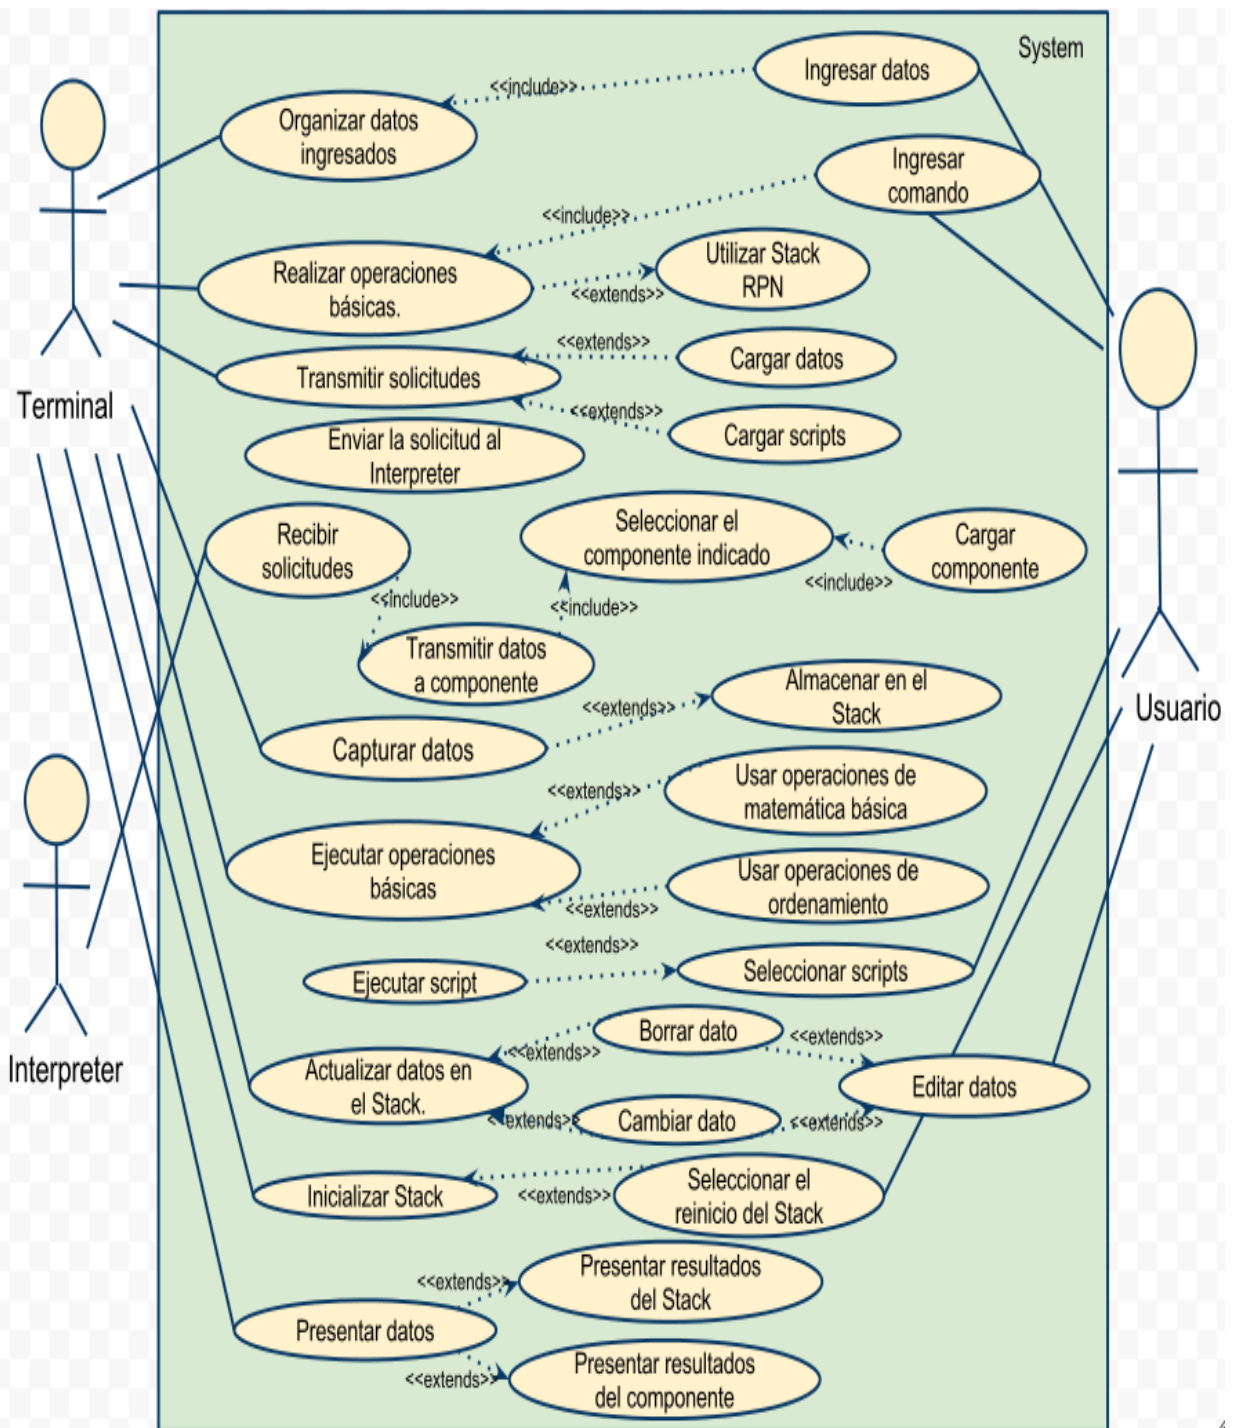 System
Ingresar datos
<<include>>
Organizar datos
ingresados
Ingresar
comando
<<include>>
Realizar operaciones
básicas.
Utilizar Stack
RPN
<<extends>>
<<extends>>
Transmitir solicitudes
Cargar datos
<<extends>>
Cargar scripts
Terminal
Enviar la solicitud al
Interpreter
Recibir
solicitudes
Seleccionar el
componente indicado
Cargar
componente
<<include>>
<<include>>
<<include>>
Transmitir datos
a componente
Almacenar en el
Stack
<<extends>>
Usuario
Capturar datos
Usar operaciones de
matemática básica
<<extends>>
Ejecutar operaciones
básicas
Usar operaciones de
ordenamiento
<<extends>>
<<extends>>
Ejecutar script
Seleccionar scripts
Interpreter
Borrar dato
<<extends>>
<<extends>>
Actualizar datos en
el Stack.
Editar datos
<<extends>>
Cambiar dato
<<extends>>
Inicializar Stack
<<extends>>
Seleccionar el
reinicio del Stack
Presentar resultados
del Stack
<<extends>>
Presentar datos
<<extends>>
Presentar resultados
del componente